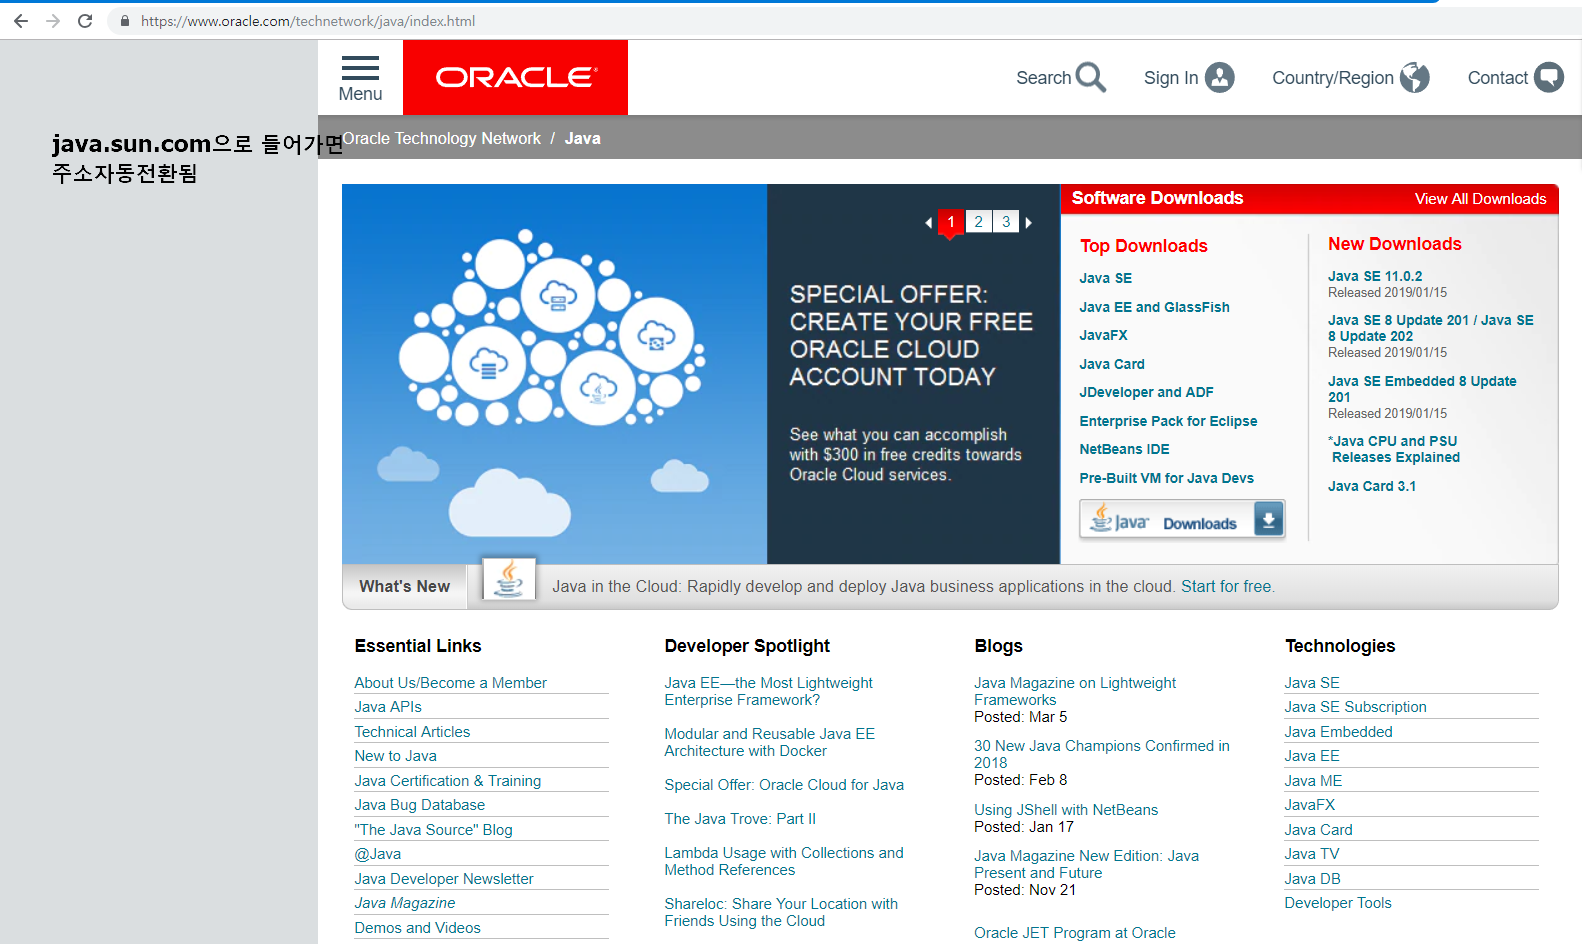 https://www.oracle.com/technetwork/java/index.html
Menu
ORACLE
Search
Sign In
Country/Region
Contact
java.sun.com으로 들어가면
주소자동전환됨
Oracle Technology Network / Java
1 2 3
SPECIAL OFFER:
CREATE YOUR FREE
ORACLE CLOUD
ACCOUNT TODAY
See what you can accomplish
with $300 in free credits towards
Oracle Cloud services.
Software Downloads
View All Downloads
Top Downloads
Java SE
Java EE and GlassFish
JavaFX
Java Card
JDeveloper and ADF
Enterprise Pack for Eclipse
NetBeans IDE
Pre-Built VM for Java Devs
Java Downloads
New Downloads
Java SE 11.0.2
Released 2019/01/15
Java SE 8 Update 201 / Java SE
8 Update 202
Released 2019/01/15
Java SE Embedded 8 Update
201
Released 2019/01/15
*Java CPU and PSU
Releases Explained
Java Card 3.1
What's New
Java in the Cloud: Rapidly develop and deploy Java business applications in the cloud. Start for free.
Essential Links
About Us/Become a Member
Java APIs
Technical Articles
New to Java
Java Certification & Training
Java Bug Database
"The Java Source" Blog
@Java
Java Developer Newsletter
Java Magazine
Demos and Videos
Developer Spotlight
Java EE—the Most Lightweight
Enterprise Framework?
Modular and Reusable Java EE
Architecture with Docker
Special Offer: Oracle Cloud for Java
The Java Trove: Part II
Lambda Usage with Collections and
Method References
Shareloc: Share Your Location with
Friends Using the Cloud
Blogs
Java Magazine on Lightweight
Frameworks
Posted: Mar 5
30 New Java Champions Confirmed in
2018
Posted: Feb 8
Using JShell with NetBeans
Posted: Jan 17
Java Magazine New Edition: Java
Present and Future
Posted: Nov 21
Oracle JET Program at Oracle
Technologies
Java SE
Java SE Subscription
Java Embedded
Java EE
Java ME
JavaFX
Java Card
Java TV
Java DB
Developer Tools